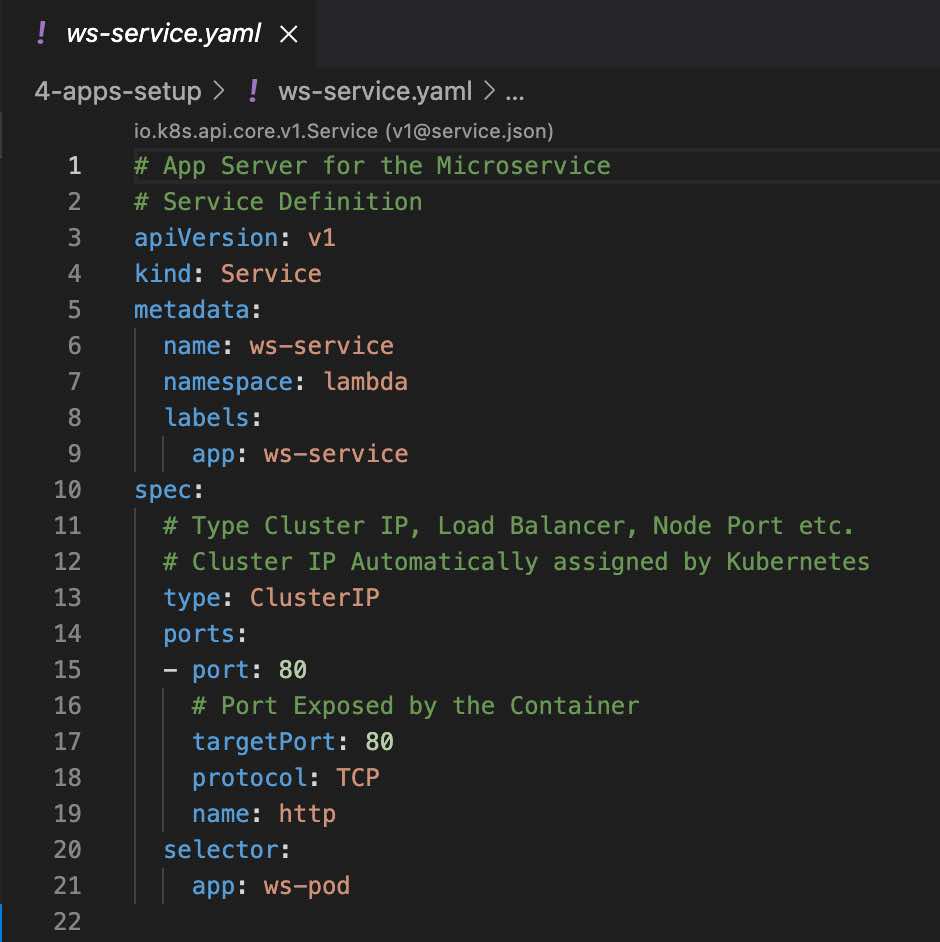 ! ws-service.yaml ×
4-apps-setup > ! ws-service.yaml > ...
io.k8s.api.core.v1.Service (v1@service.json)
1 # App Server for the Microservice
2 # Service Definition
3 apiVersion: v1
4 kind: Service
5 metadata:
6   name: ws-service
7   namespace: lambda
8   labels:
9     app: ws-service
10 spec:
11   # Type Cluster IP, Load Balancer, Node Port etc.
12   # Cluster IP Automatically assigned by Kubernetes
13   type: ClusterIP
14   ports:
15   - port: 80
16     # Port Exposed by the Container
17     targetPort: 80
18     protocol: TCP
19     name: http
20   selector:
21     app: ws-pod
22